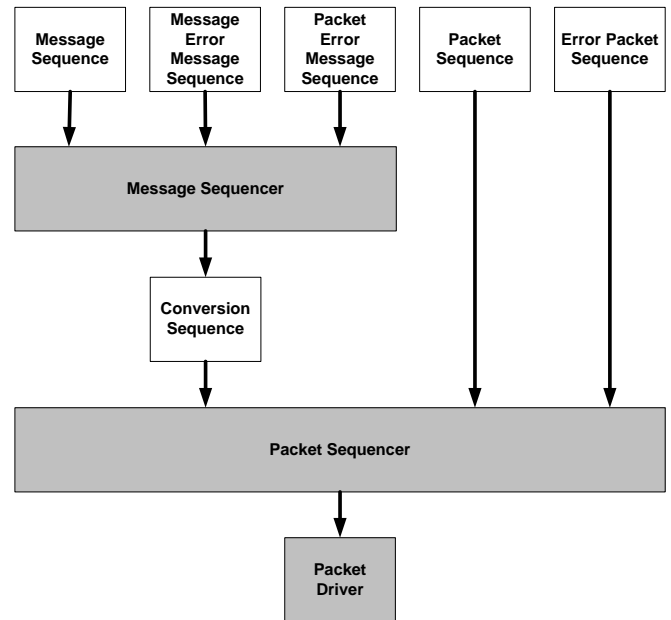 Message
Sequence
Message
Error
Message
Sequence
Packet
Error
Message
Sequence
Packet
Sequence
Error Packet
Sequence
Message Sequencer
Conversion
Sequence
Packet Sequencer
Packet
Driver